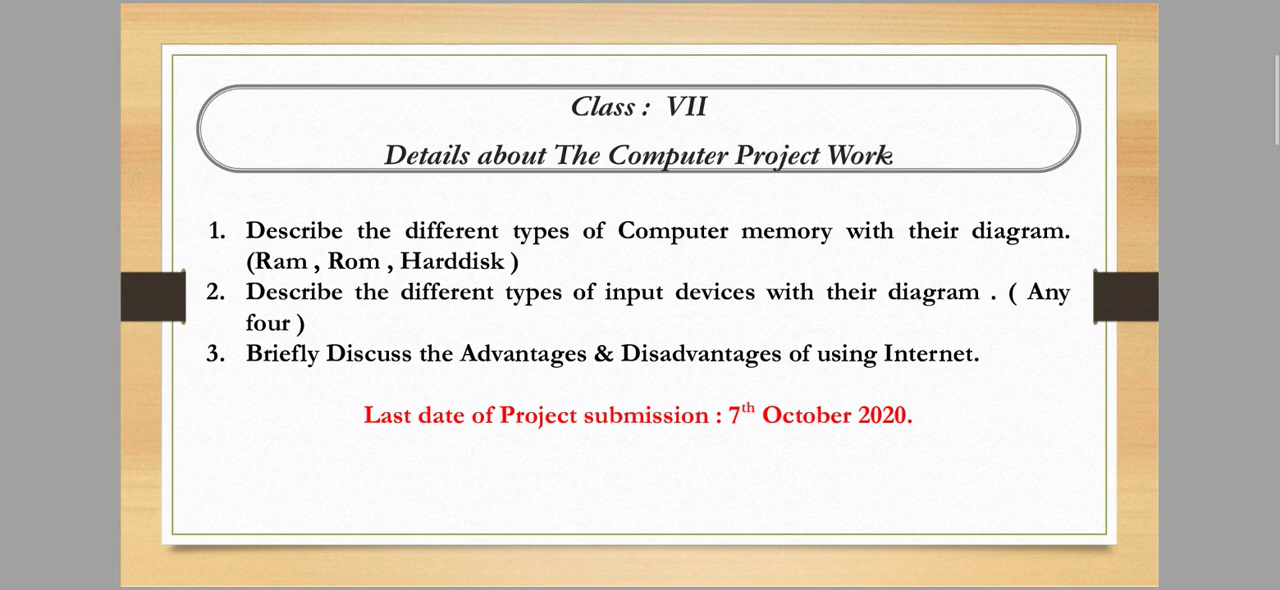 Class :  VII
Details about The Computer Project Work
1. Describe the different types of Computer memory with their diagram.
(Ram , Rom , Harddisk )
2. Describe the different types of input devices with their diagram . ( Any
four )
3. Briefly Discuss the Advantages & Disadvantages of using Internet.
Last date of Project submission : 7th October 2020.